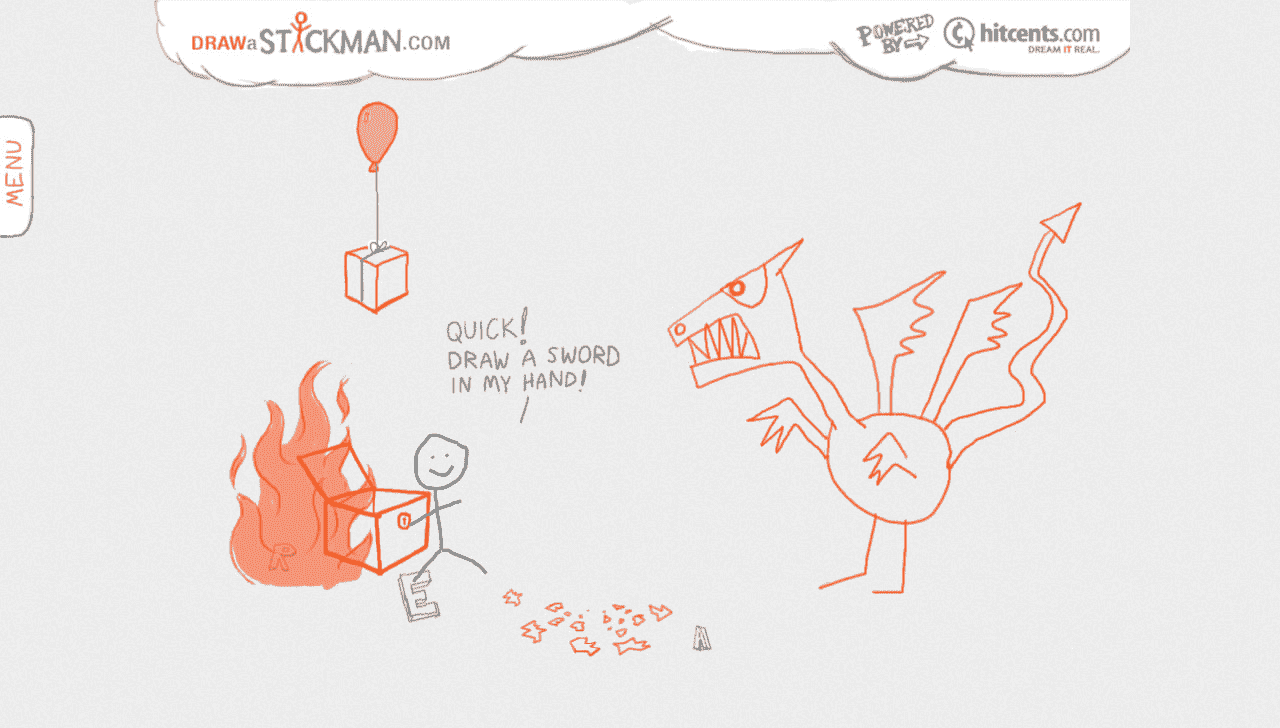 DRAWaSTICKMAN.COM
POWERED
BY
hitcents.com
DREAM IT REAL.
MENU
QUICK!
DRAW A SWORD
IN MY HAND!
R
E
A